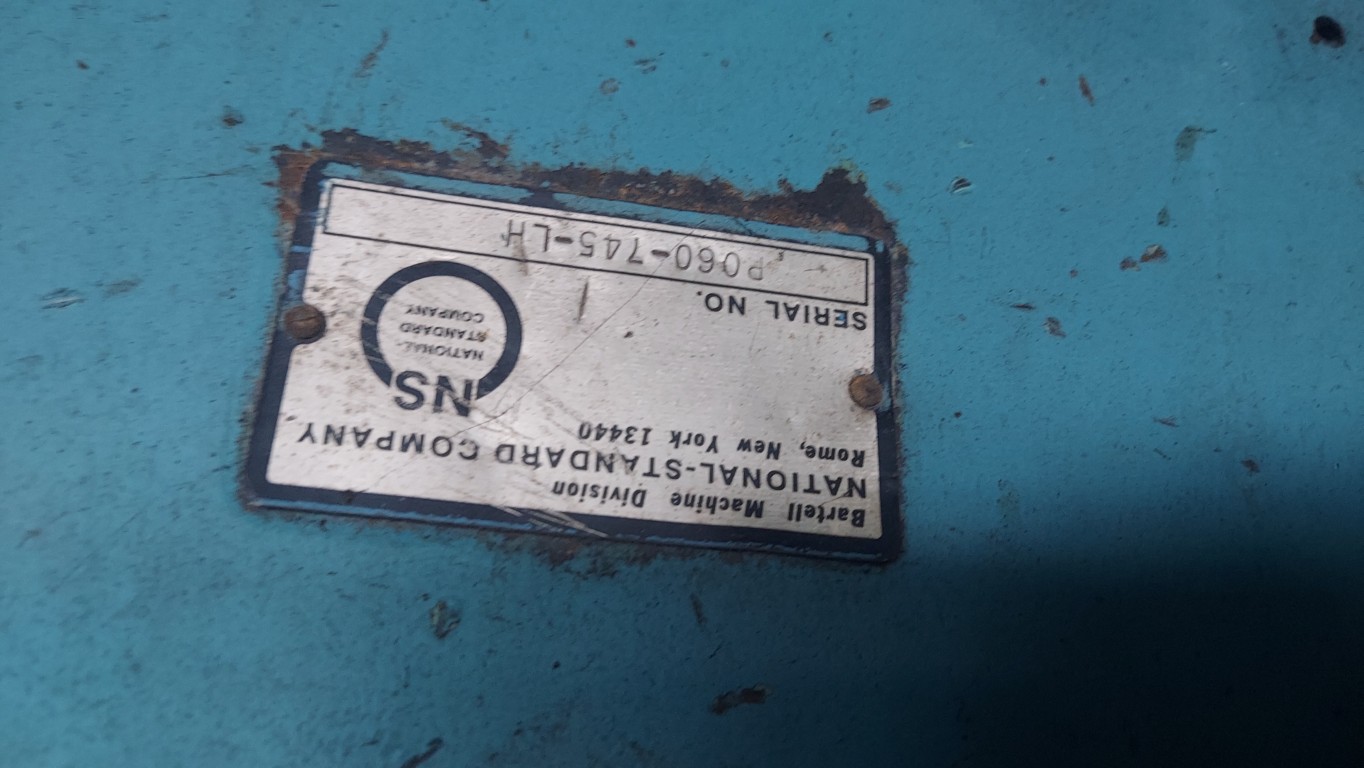 Bartell Machine Division
NATIONAL-STANDARD COMPANY
Rome, New York 13440
NS
NATIONAL-
STANDARD
COMPANY
SERIAL NO.
P060-745-LH